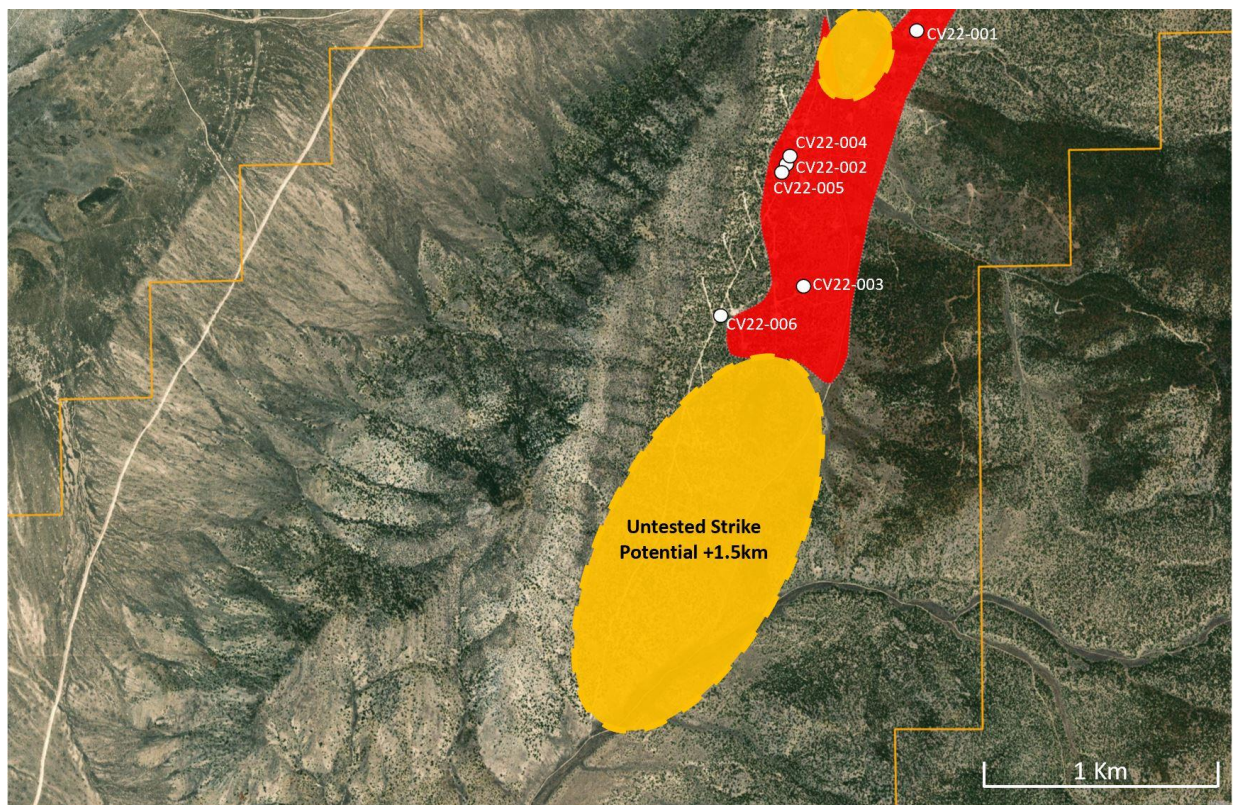 CV22-001
CV22-004
CV22-002
CV22-005
CV22-003
CV22-006
Untested Strike
Potential +1.5km
1 Km